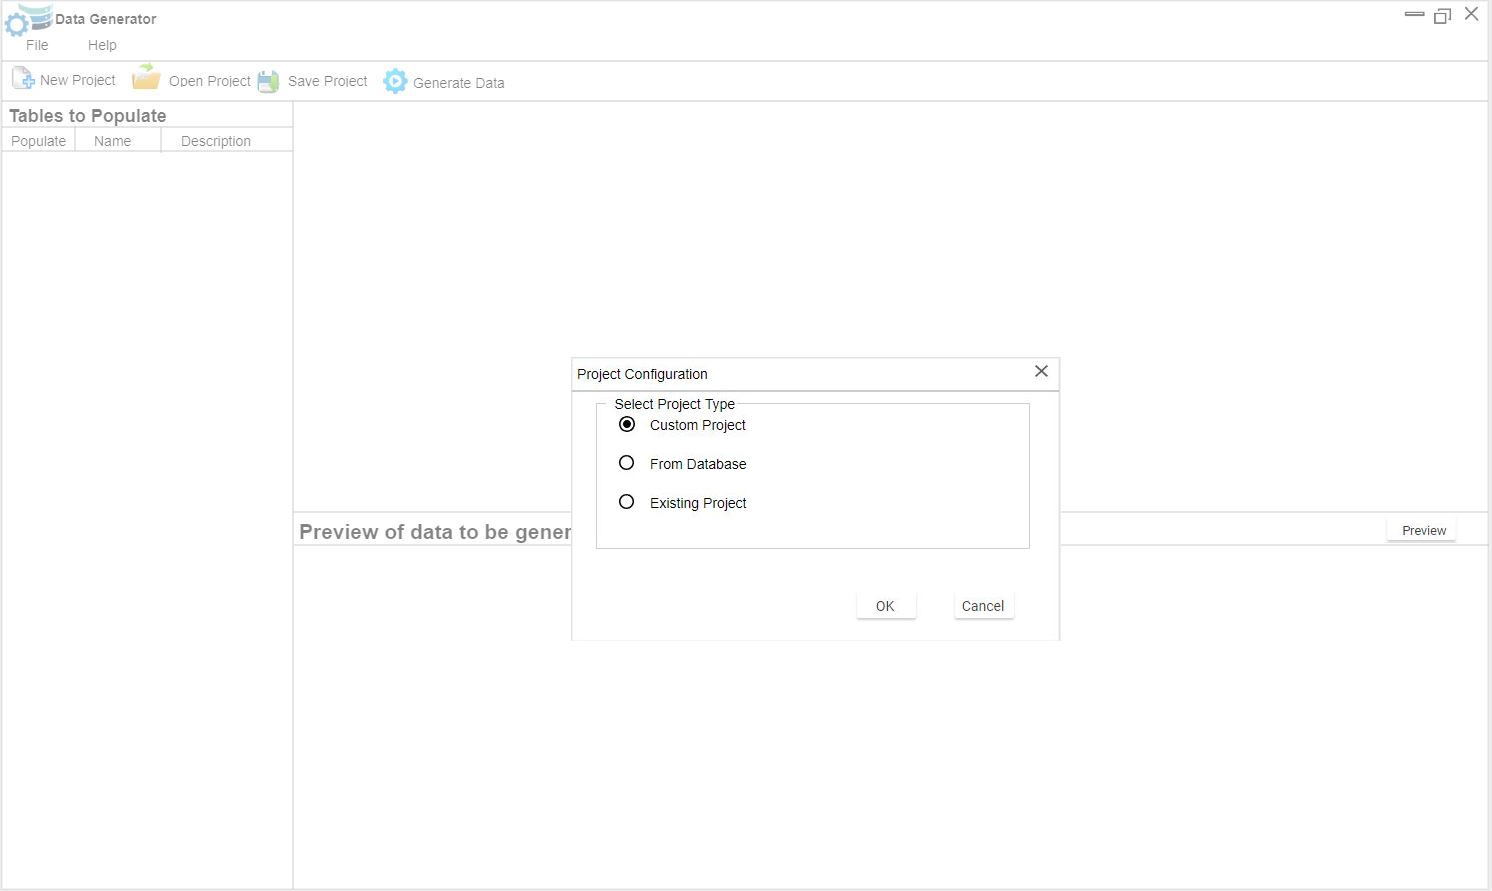 Data Generator
File Help
New Project Open Project Save Project Generate Data
Tables to Populate
Populate Name Description
Project Configuration
Select Project Type
Custom Project
From Database
Existing Project
Preview of data to be gener
Preview
OK Cancel